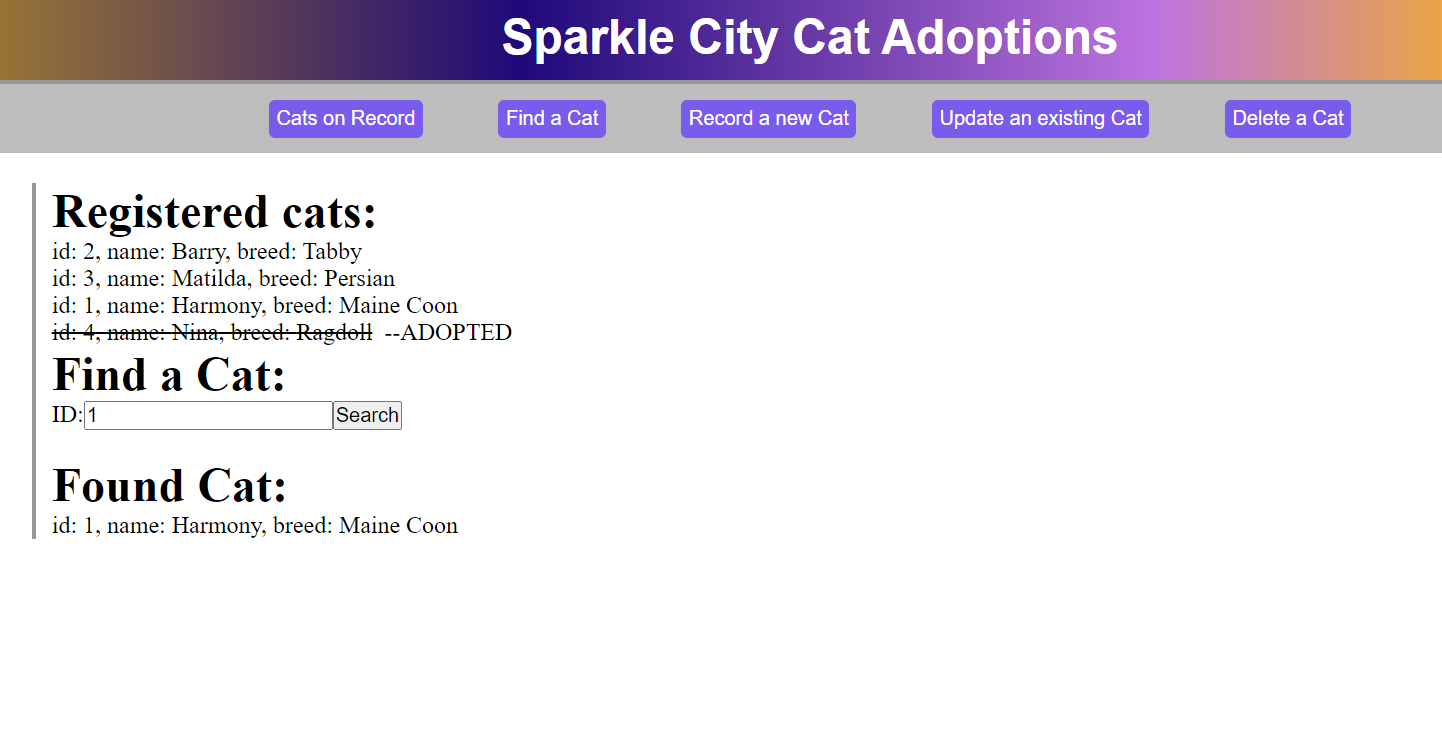 Sparkle City Cat Adoptions
Cats on Record Find a Cat Record a new Cat Update an existing Cat Delete a Cat
Registered cats:
id: 2, name: Barry, breed: Tabby
id: 3, name: Matilda, breed: Persian
id: 1, name: Harmony, breed: Maine Coon
id: 4, name: Nina, breed: Ragdoll --ADOPTED
Find a Cat:
ID: 1 Search
Found Cat:
id: 1, name: Harmony, breed: Maine Coon